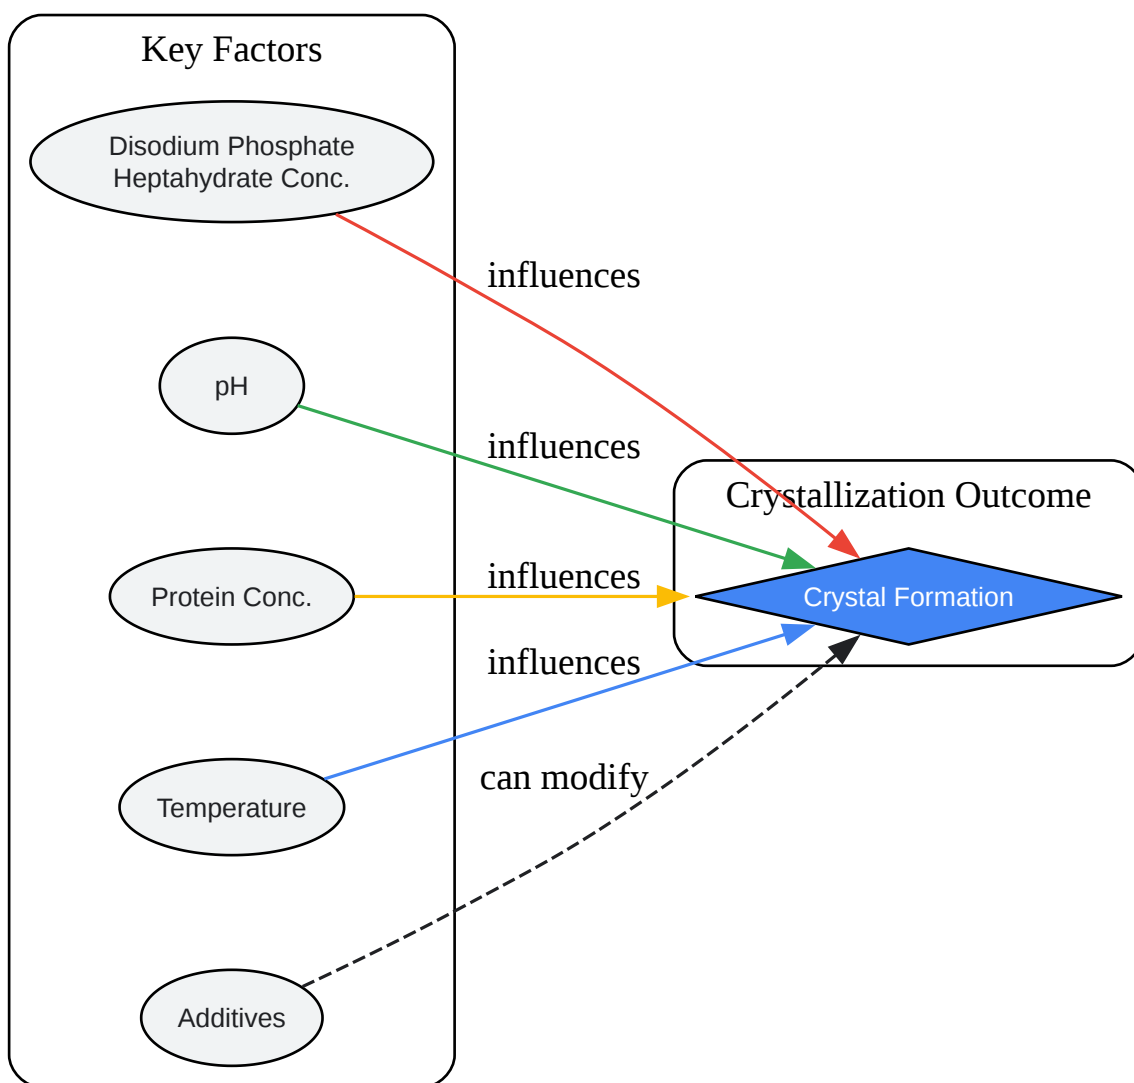 Key Factors
Disodium Phosphate
Heptahydrate Conc.
influences
pH
influences
Crystallization Outcome
Protein Conc.
influences
Crystal Formation
influences
Temperature
can modify
Additives